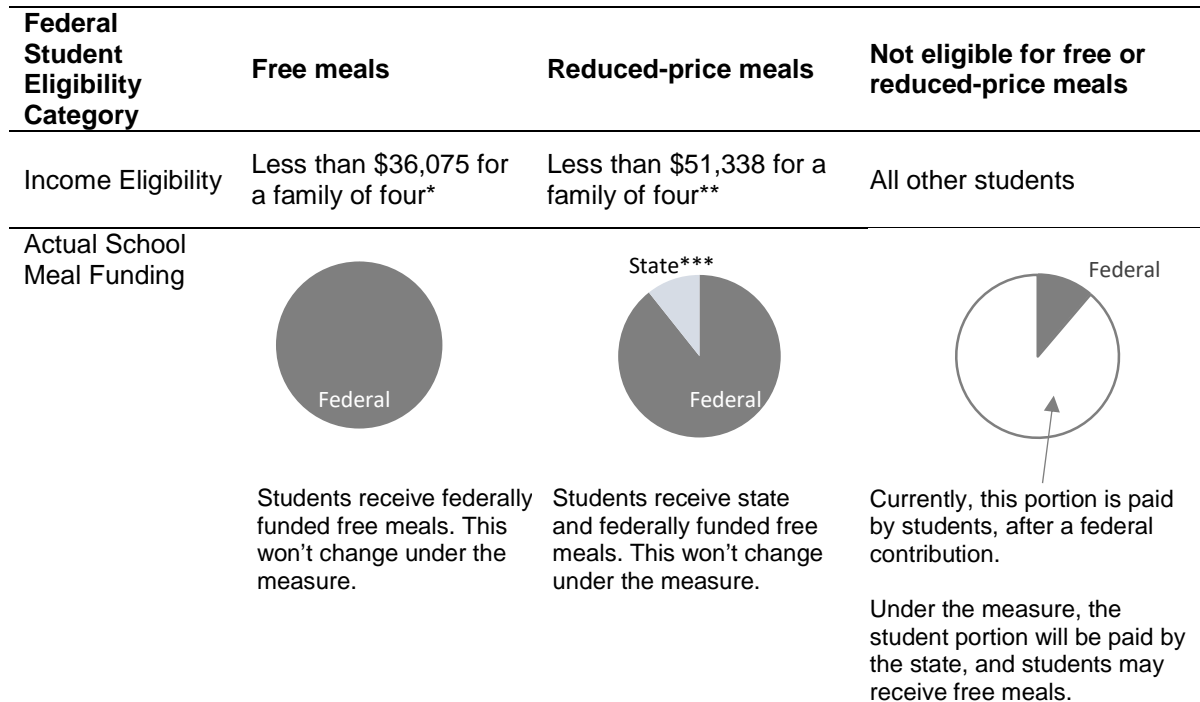 Federal
Student
Eligibility
Category
Free meals
Reduced-price meals
Not eligible for free or
reduced-price meals
Income Eligibility
Less than $36,075 for
a family of four*
Less than $51,338 for a
family of four**
All other students
Actual School
Meal Funding
Federal
State***
Federal
Federal
Students receive federally
funded free meals. This
won’t change under the
measure.
Students receive state
and federally funded free
meals. This won’t change
under the measure.
Currently, this portion is paid
by students, after a federal
contribution.
Under the measure, the
student portion will be paid by
the state, and students may
receive free meals.